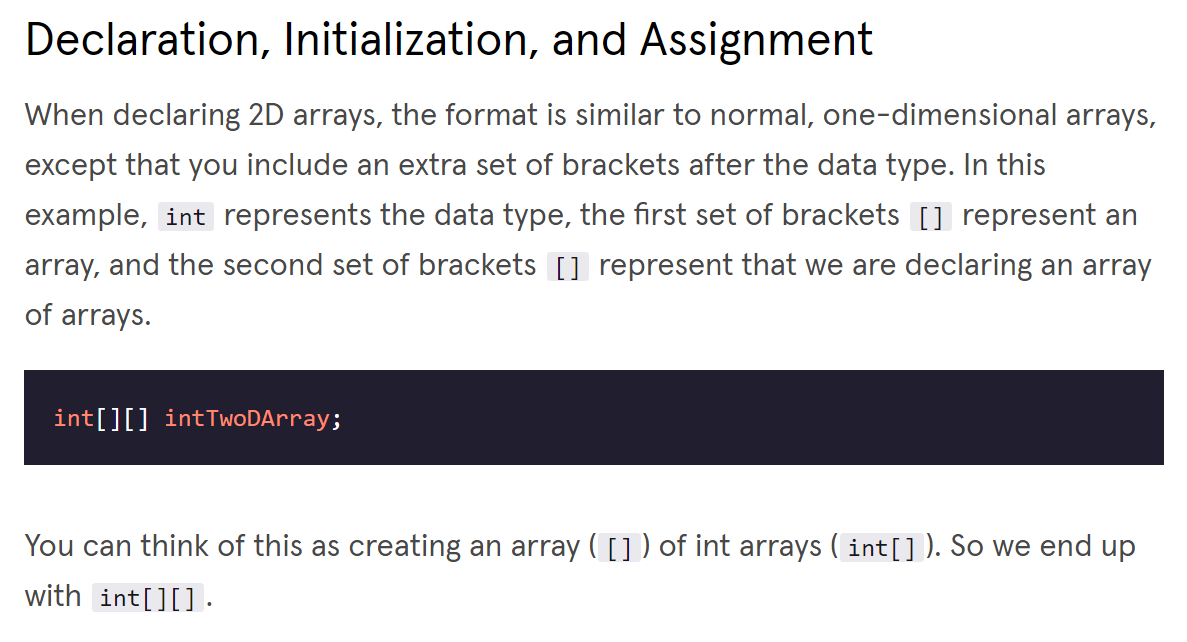 Declaration, Initialization, and Assignment
When declaring 2D arrays, the format is similar to normal, one-dimensional arrays,
except that you include an extra set of brackets after the data type. In this
example, int represents the data type, the first set of brackets [] represent an
array, and the second set of brackets [] represent that we are declaring an array
of arrays.
int[][] intTwoDArray;
You can think of this as creating an array ([]) of int arrays (int[]). So we end up
with int[][].